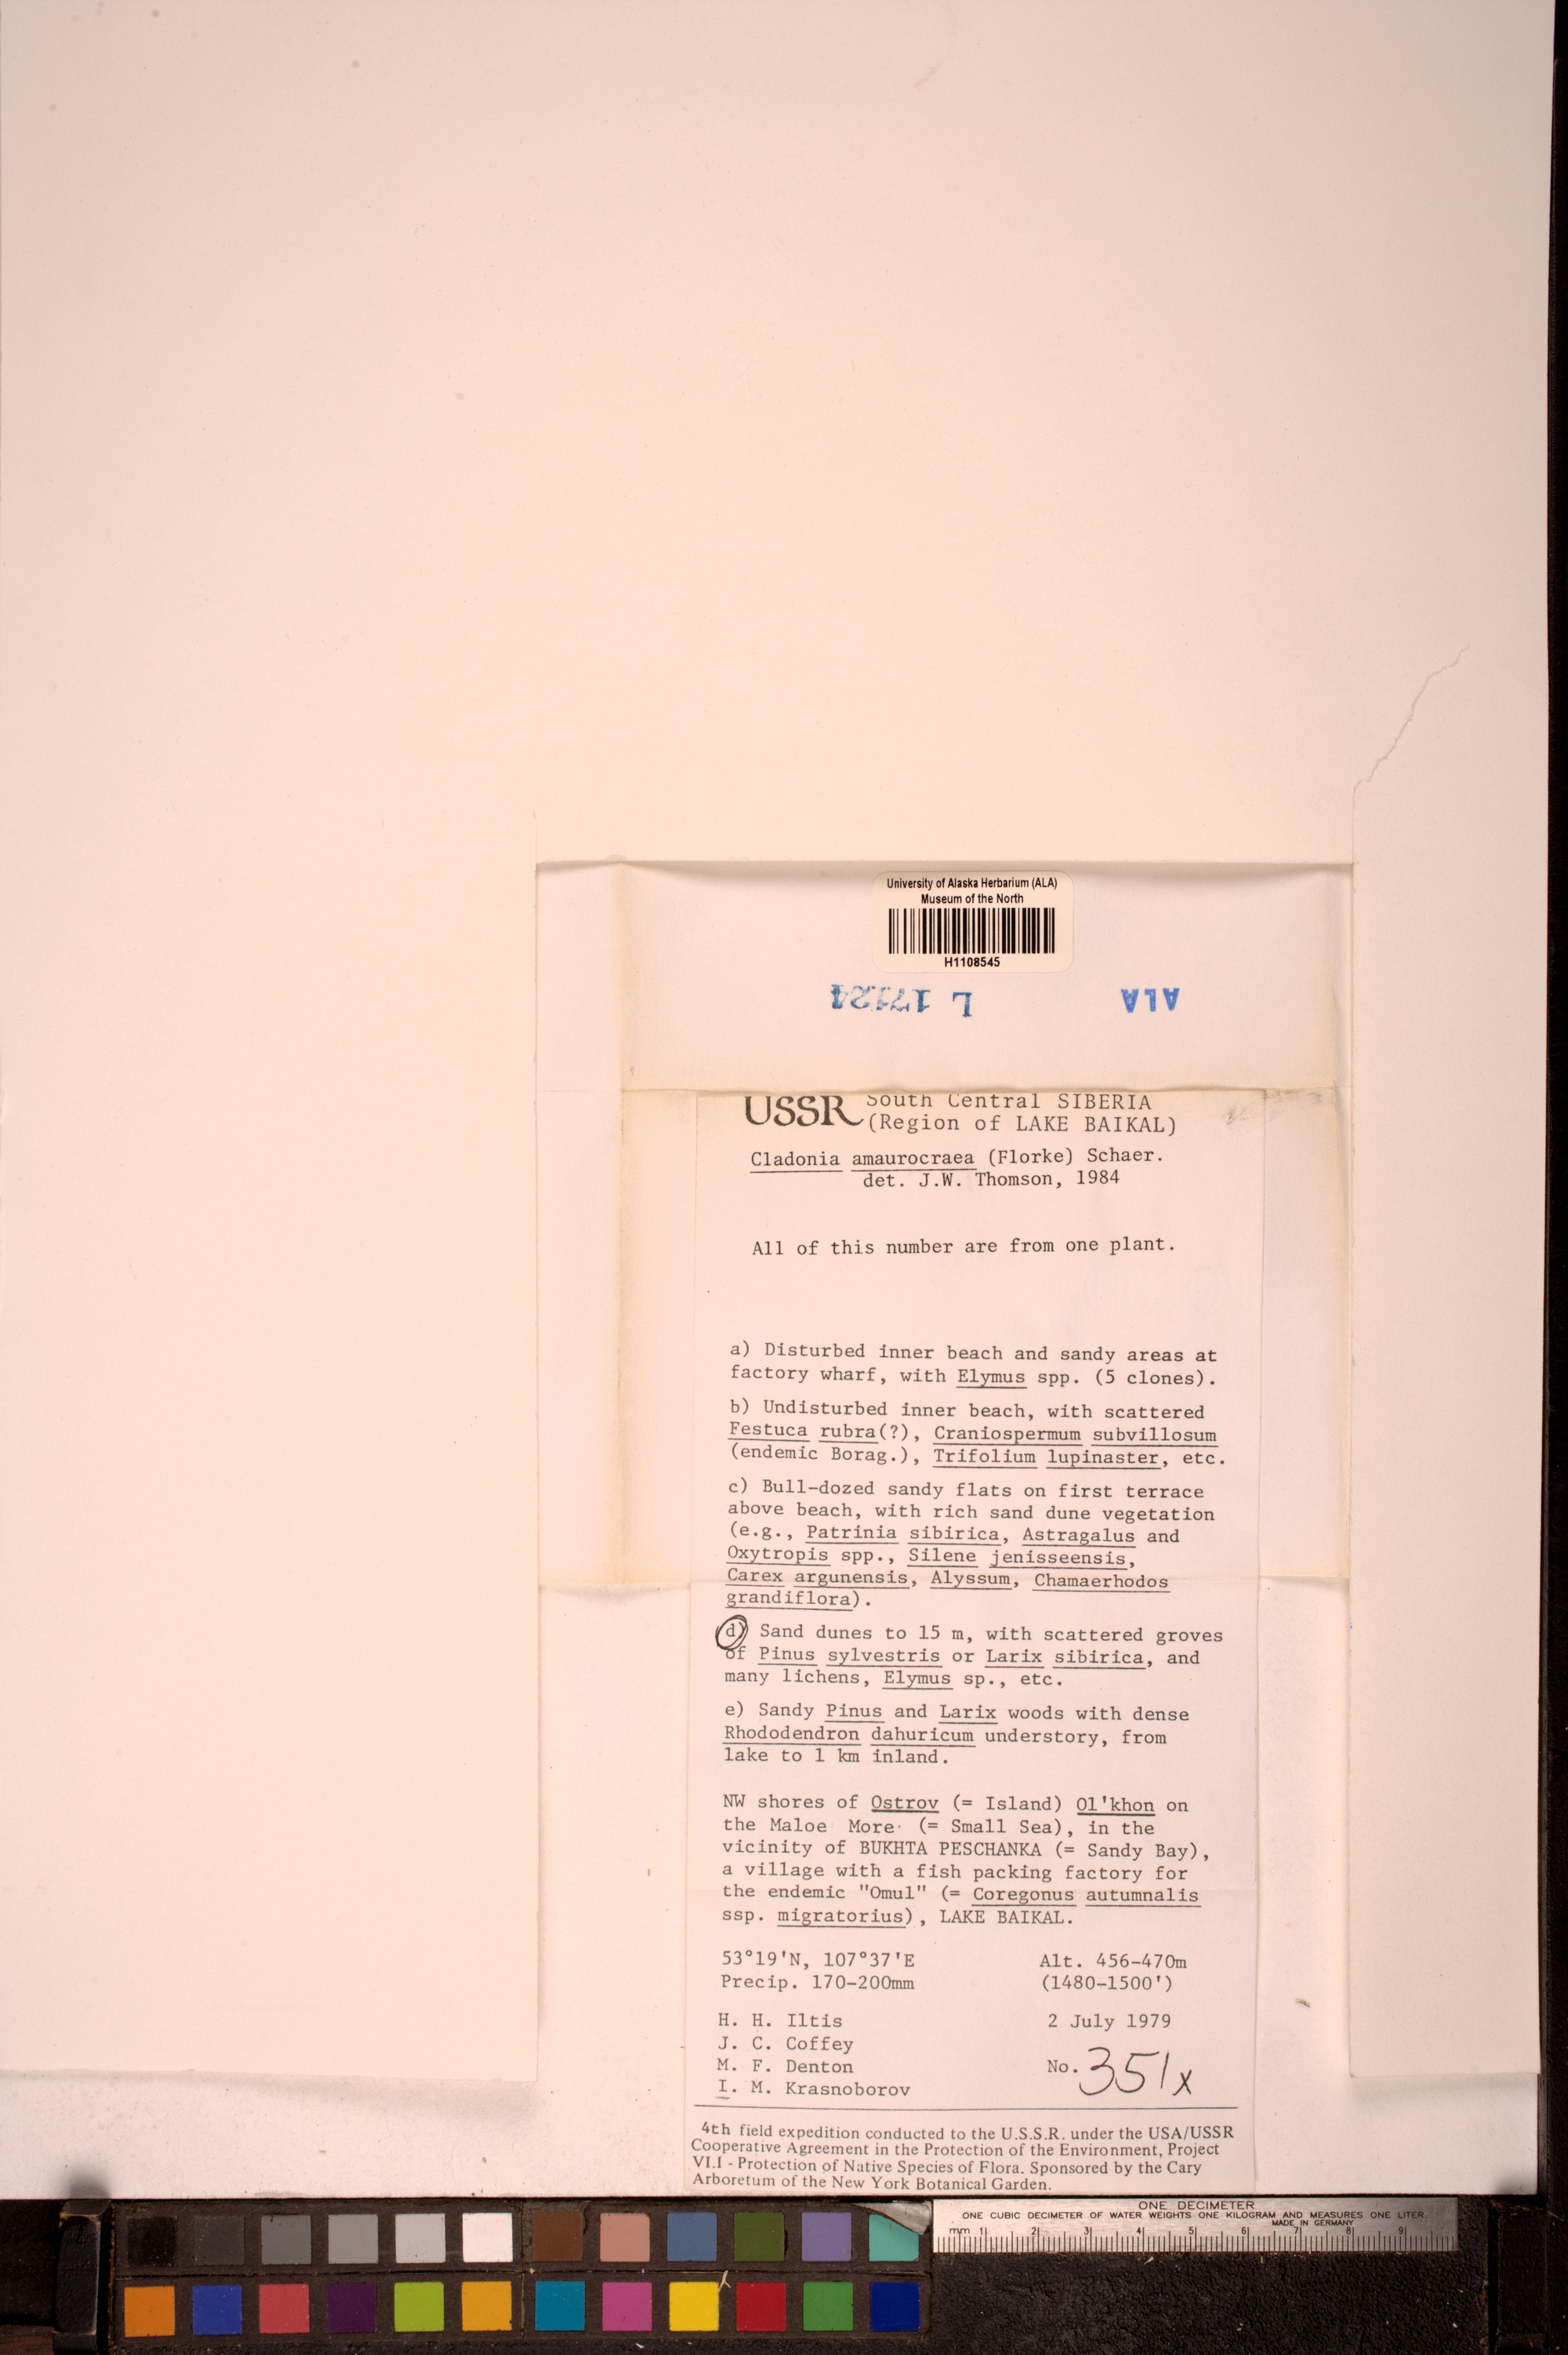 University of Alaska Herbarium (ALA)
Museum of the North
H1108545
L 17124
ALA
USSR South Central SIBERIA
(Region of LAKE BAIKAL)
Cladonia amaurocraea (Florke) Schaer.
det. J.W. Thomson, 1984
All of this number are from one plant.
a) Disturbed inner beach and sandy areas at
factory wharf, with Elymus spp. (5 clones).
b) Undisturbed inner beach, with scattered
Festuca rubra(?), Craniospermum subvillosum
(endemic Borag.), Trifolium lupinaster, etc.
c) Bull-dozed sandy flats on first terrace
above beach, with rich sand dune vegetation
(e.g., Patrinia sibirica, Astragalus and
Oxytropis spp., Silene jenisseensis,
Carex argunensis, Alyssum, Chamaerhodos
grandiflora).
d) Sand dunes to 15 m, with scattered groves
of Pinus sylvestris or Larix sibirica, and
many lichens, Elymus sp., etc.
e) Sandy Pinus and Larix woods with dense
Rhododendron dahuricum understory, from
lake to 1 km inland.
NW shores of Ostrov (= Island) Ol'khon on
the Maloe More (= Small Sea), in the
vicinity of BUKHTA PESCHANKA (= Sandy Bay),
a village with a fish packing factory for
the endemic "Omul" (= Coregonus autumnalis
ssp. migratorius), LAKE BAIKAL.
53°19'N, 107°37'E Alt. 456-470m
Precip. 170-200mm (1480-1500')
H. H. Iltis 2 July 1979
J. C. Coffey
M. F. Denton No. 351x
I. M. Krasnoborov
4th field expedition conducted to the U.S.S.R. under the USA/USSR
Cooperative Agreement in the Protection of the Environment, Project
VI.I - Protection of Native Species of Flora. Sponsored by the Cary
Arboretum of the New York Botanical Garden.
ONE DECIMETER
ONE CUBIC DECIMETER OF WATER WEIGHTS ONE KILOGRAM AND MEASURES ONE LITER.
MADE IN GERMANY
mm 1 2 3 4 5 6 7 8 9